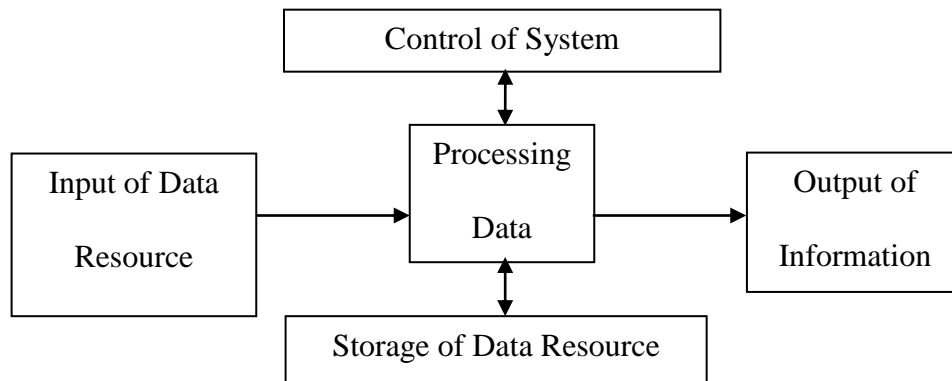 Control of System
Processing
Data
Input of Data
Resource
Output of
Information
Storage of Data Resource